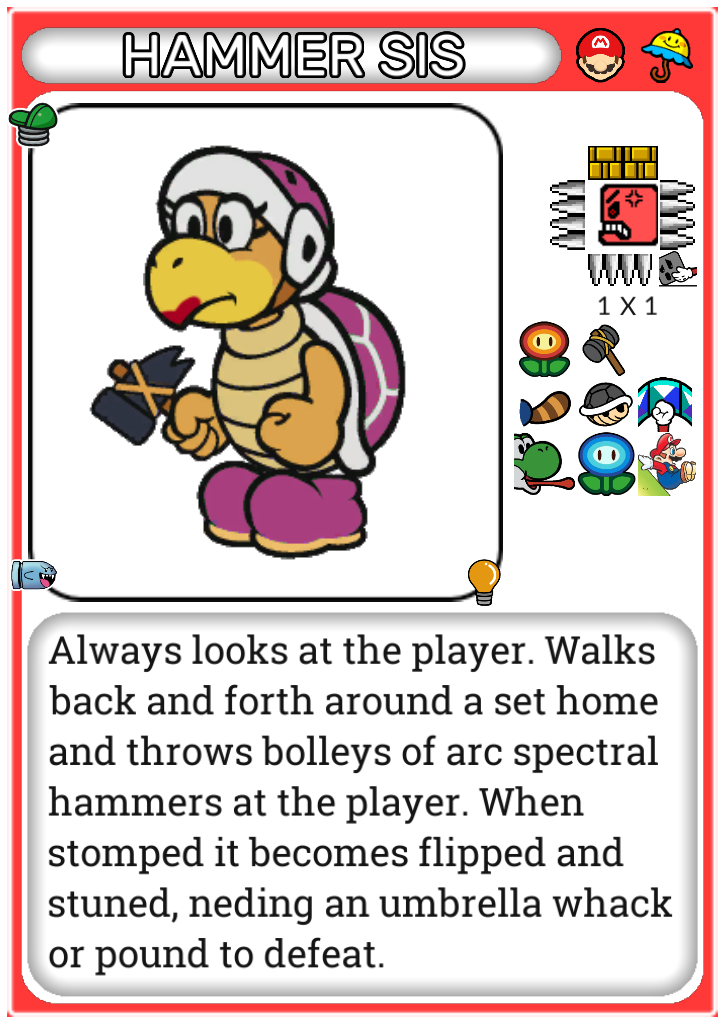 HAMMER SIS
1 X 1
Always looks at the player. Walks
back and forth around a set home
and throws bolleys of arc spectral
hammers at the player. When
stomped it becomes flipped and
stuned, neding an umbrella whack
or pound to defeat.